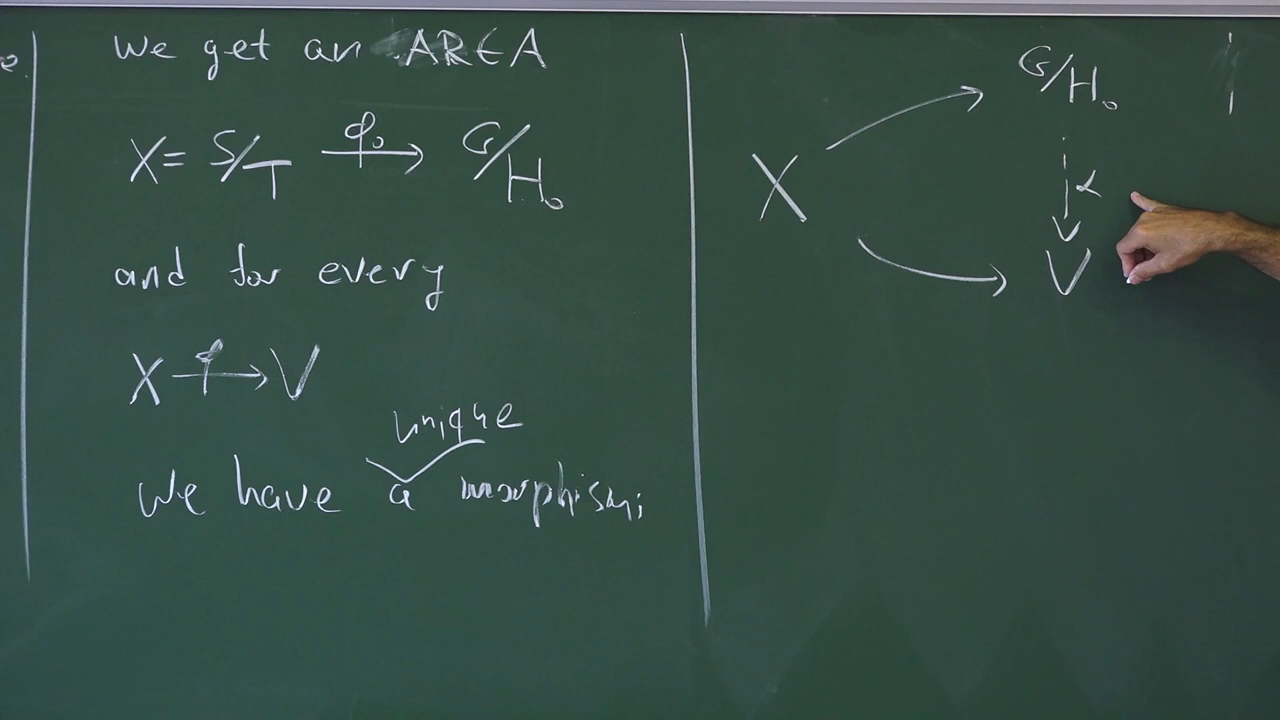 e.
We get an AREA
X = S/T —φ₀→ G/H₀
and for every
X —φ→ V
unique
We have a morphism;
G/H₀
X
α
V